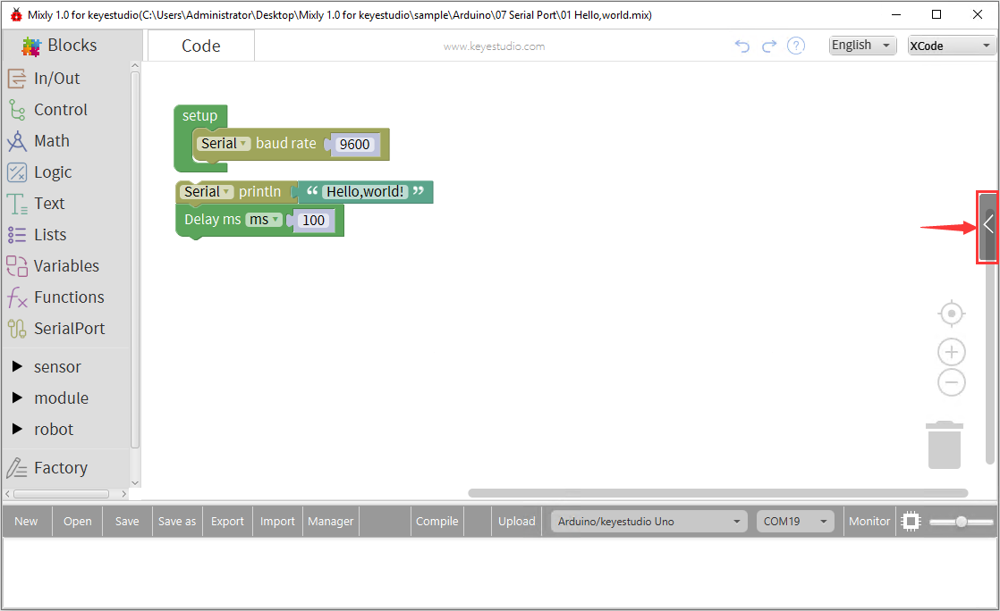 Mixly 1.0 for keyestudio(C:\Users\Administrator\Desktop\Mixly 1.0 for keyestudio\sample\Arduino\07 Serial Port\01 Hello,world.mix)
Blocks
Code
www.keyestudio.com
?
English
XCode
In/Out
Control
Math
Logic
Text
Lists
Variables
Functions
SerialPort
sensor
module
robot
Factory
setup
Serial baud rate 9600
Serial println “ Hello,world! ”
Delay ms ms 100
New Open Save Save as Export Import Manager Compile Upload Arduino/keyestudio Uno COM19 Monitor